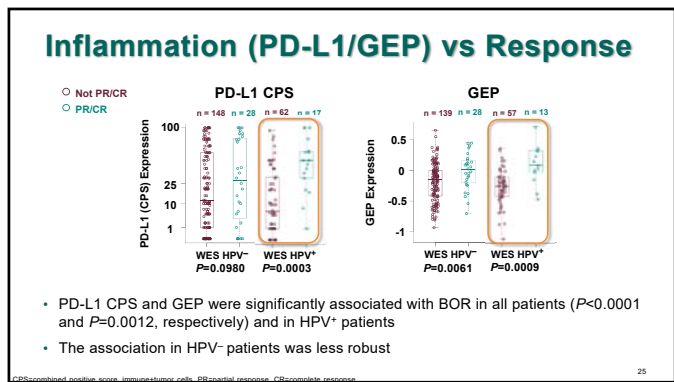 Inflammation (PD-L1/GEP) vs Response
Not PR/CR
PR/CR
PD-L1 CPS
n = 148 n = 28 n = 62 n = 17
PD-L1 (CPS) Expression
100
25
10
1
WES HPV– WES HPV+
P=0.0980 P=0.0003
GEP
n = 139 n = 28 n = 57 n = 13
GEP Expression
0.5
0
-0.5
-1
WES HPV– WES HPV+
P=0.0061 P=0.0009
• PD-L1 CPS and GEP were significantly associated with BOR in all patients (P<0.0001
and P=0.0012, respectively) and in HPV+ patients
• The association in HPV– patients was less robust
25
CPS=combined positive score, immune+tumor cells. PR=partial response. CR=complete response